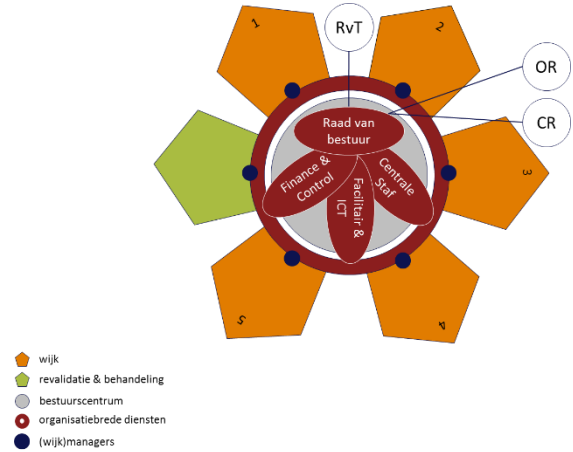 1
RvT
2
OR
CR
Raad van
bestuur
Finance &
Control
Facilitair &
ICT
Centrale
Staf
3
4
5
wijk
revalidatie & behandeling
bestuurscentrum
organisatiebrede diensten
(wijk)managers